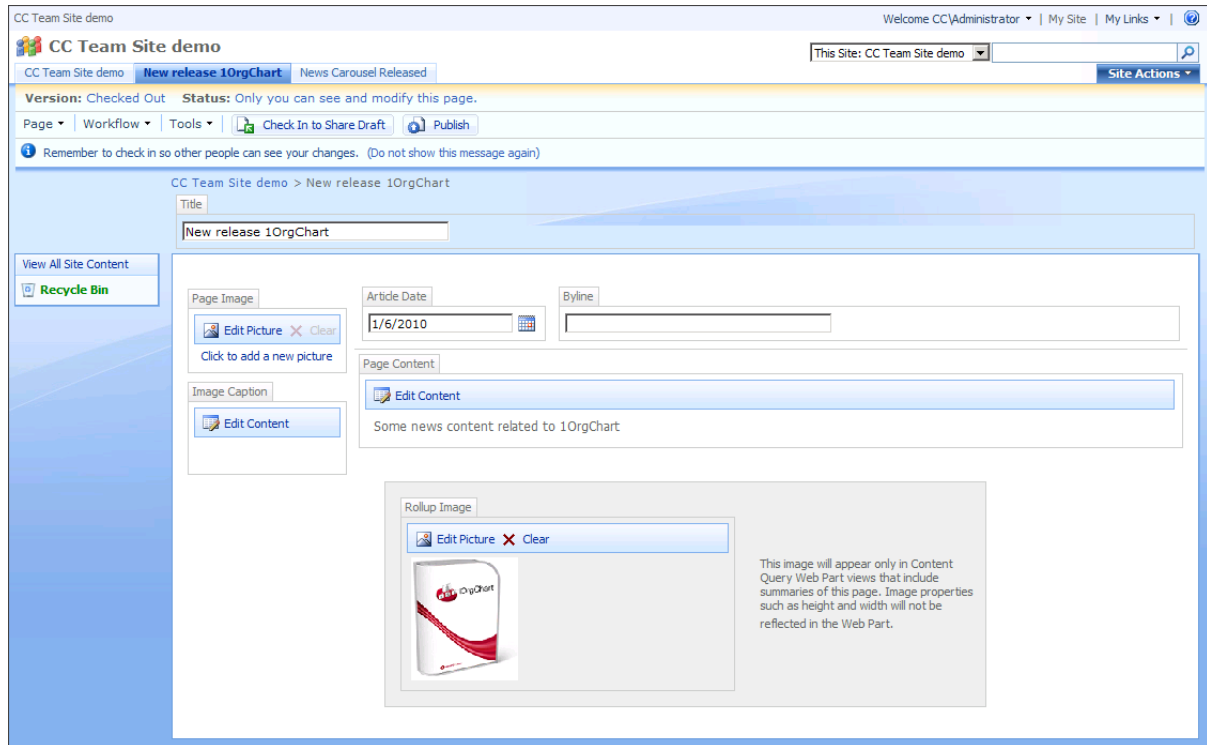 CC Team Site demo
Welcome CC\Administrator | My Site | My Links |
CC Team Site demo
This Site: CC Team Site demo
CC Team Site demo New release 1OrgChart News Carousel Released
Site Actions
Version: Checked Out Status: Only you can see and modify this page.
Page Workflow Tools Check In to Share Draft Publish
Remember to check in so other people can see your changes. (Do not show this message again)
CC Team Site demo > New release 1OrgChart
Title
New release 1OrgChart
View All Site Content
Recycle Bin
Page Image
Edit Picture Clear
Click to add a new picture
Image Caption
Edit Content
Article Date
1/6/2010
Byline
Page Content
Edit Content
Some news content related to 1OrgChart
Rollup Image
Edit Picture Clear
OrgChart
This image will appear only in Content
Query Web Part views that include
summaries of this page. Image properties
such as height and width will not be
reflected in the Web Part.